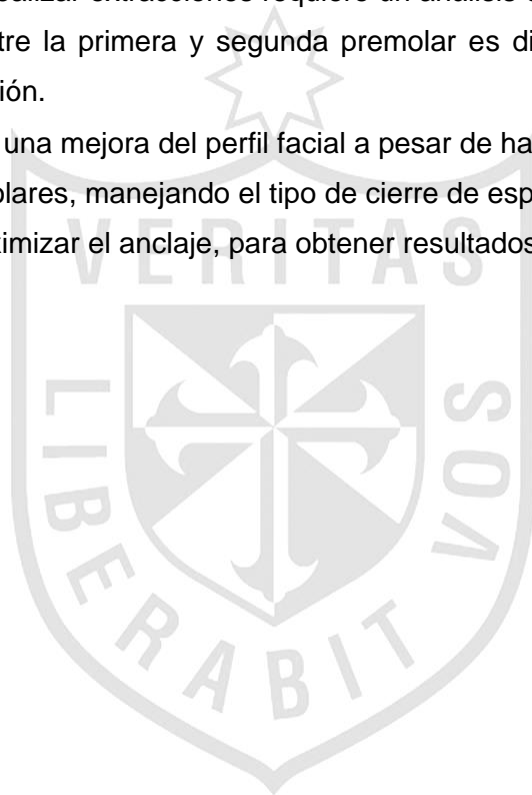 realizar extracciones requiere un análisis
tre la primera y segunda premolar es di
ión.
una mejora del perfil facial a pesar de ha
olares, manejando el tipo de cierre de esp
ximizar el anclaje, para obtener resultados
VERITAS
LIBERABIT VOS